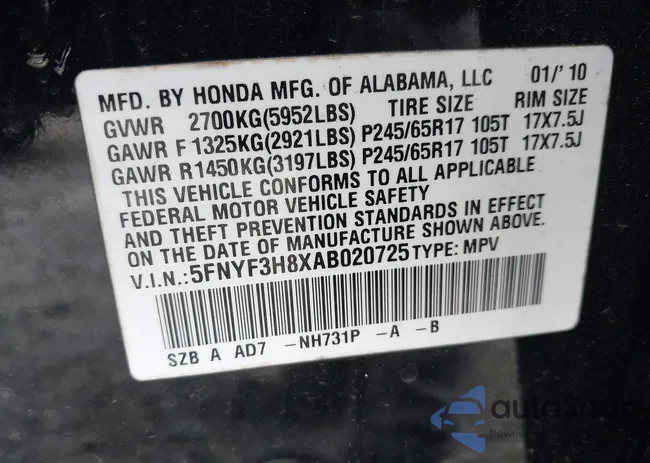 MFD. BY HONDA MFG. OF ALABAMA, LLC 01/' 10
GVWR 2700KG(5952LBS) TIRE SIZE RIM SIZE
GAWR F 1325KG(2921LBS) P245/65R17 105T 17X7.5J
GAWR R1450KG(3197LBS) P245/65R17 105T 17X7.5J
THIS VEHICLE CONFORMS TO ALL APPLICABLE
FEDERAL MOTOR VEHICLE SAFETY
AND THEFT PREVENTION STANDARDS IN EFFECT
ON THE DATE OF MANUFACTURE SHOWN ABOVE.
V.I.N.:5FNYF3H8XAB020725TYPE: MPV
SZB A AD7 -NH731P -A -B
Powered